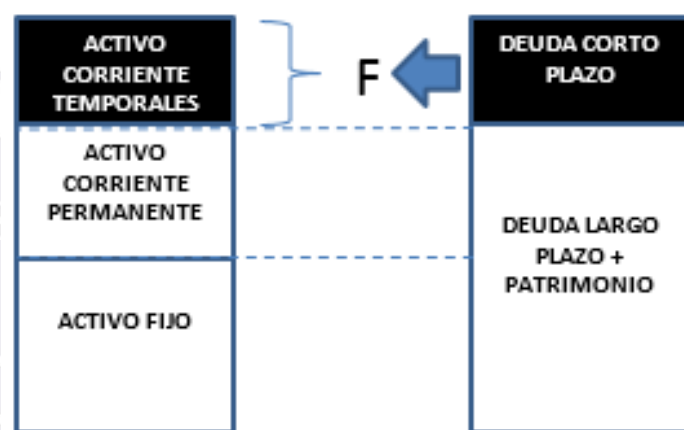 ACTIVO
CORRIENTE
TEMPORALES
F
DEUDA CORTO
PLAZO
ACTIVO
CORRIENTE
PERMANENTE
DEUDA LARGO
PLAZO +
PATRIMONIO
ACTIVO FIJO